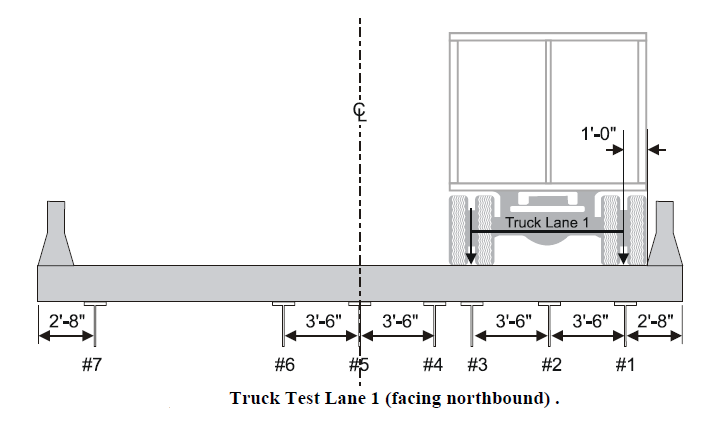 ℄
1'-0"
Truck Lane 1
2'-8" 3'-6" 3'-6" 3'-6" 3'-6" 2'-8"
#7 #6 #5 #4 #3 #2 #1
Truck Test Lane 1 (facing northbound) .